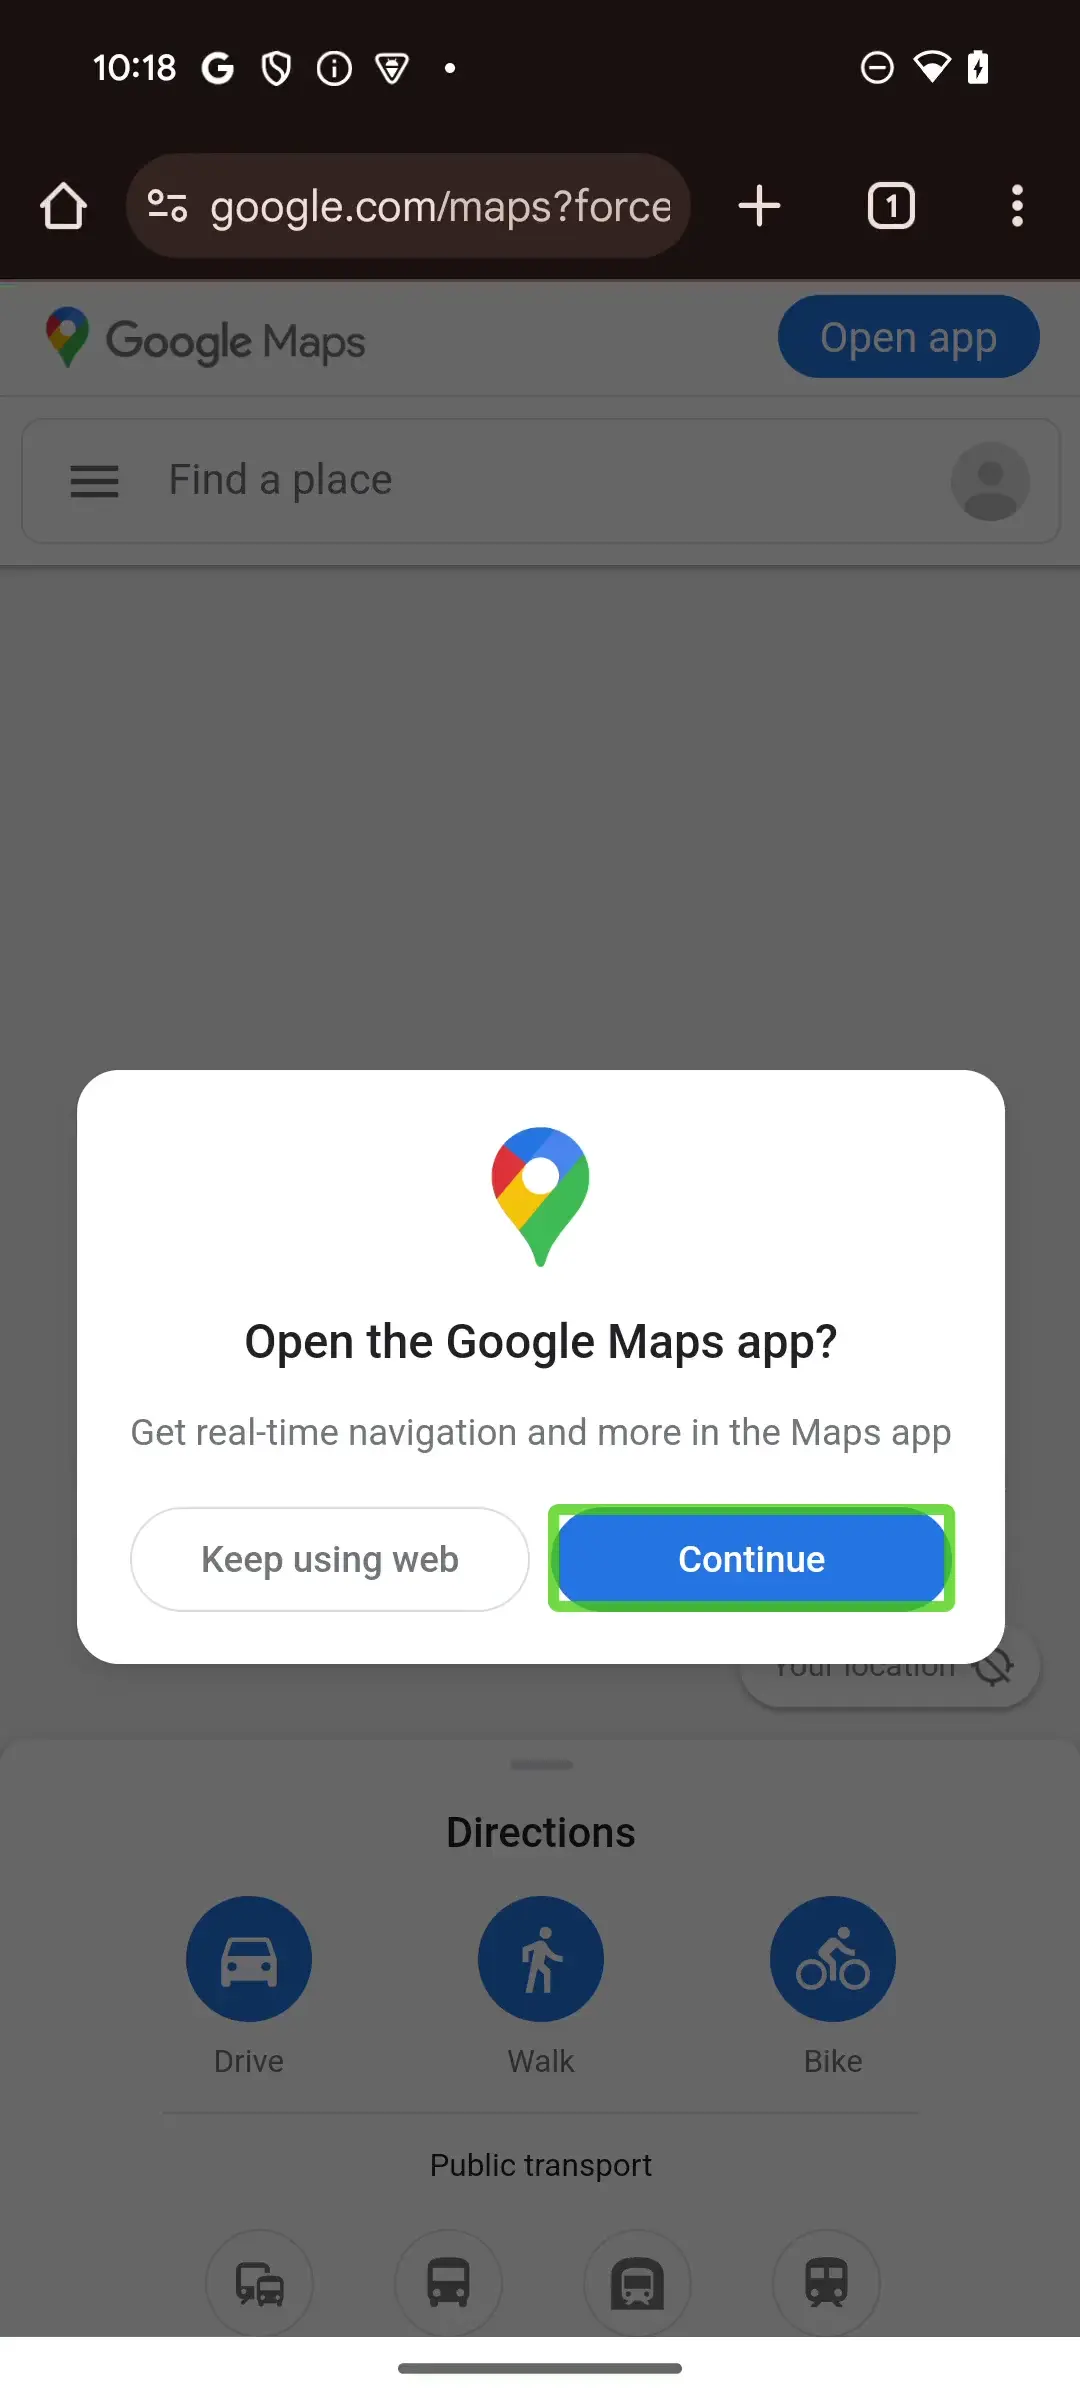 10:18
google.com/maps?force
1
Google Maps
Open app
Find a place
Open the Google Maps app?
Get real-time navigation and more in the Maps app
Keep using web
Continue
Your location
Directions
Drive
Walk
Bike
Public transport